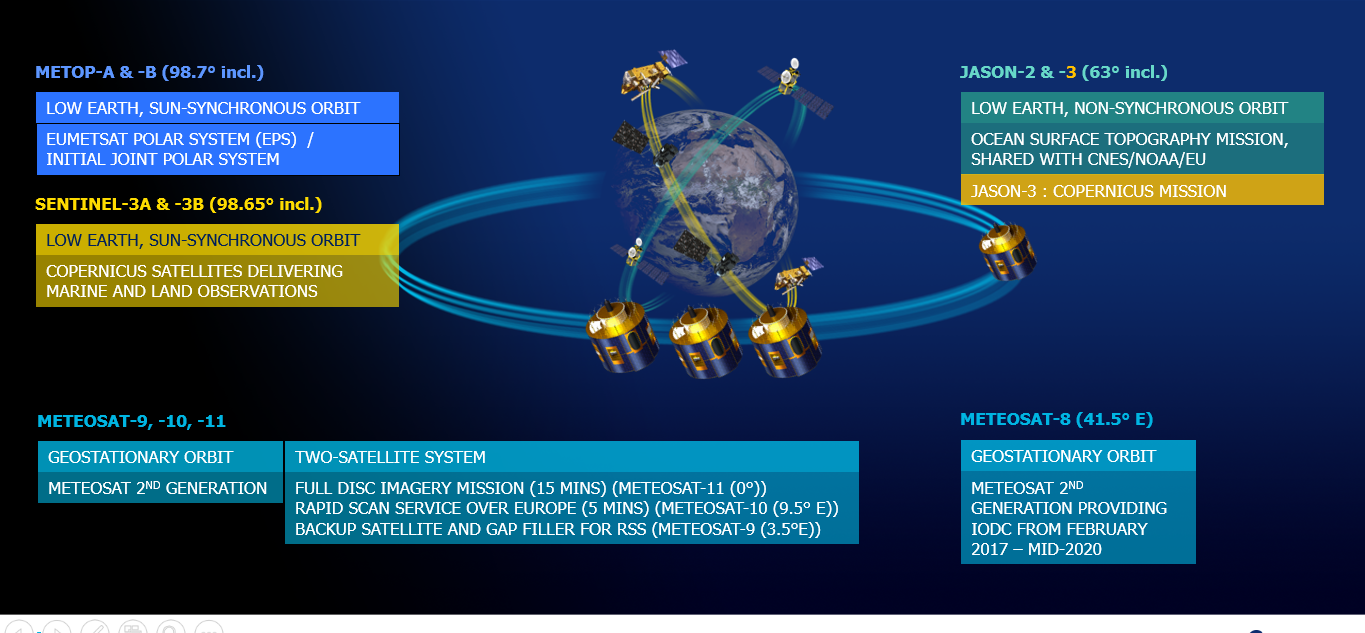 METOP-A & -B (98.7° incl.)
LOW EARTH, SUN-SYNCHRONOUS ORBIT
EUMETSAT POLAR SYSTEM (EPS) /
INITIAL JOINT POLAR SYSTEM
SENTINEL-3A & -3B (98.65° incl.)
LOW EARTH, SUN-SYNCHRONOUS ORBIT
COPERNICUS SATELLITES DELIVERING
MARINE AND LAND OBSERVATIONS
JASON-2 & -3 (63° incl.)
LOW EARTH, NON-SYNCHRONOUS ORBIT
OCEAN SURFACE TOPOGRAPHY MISSION,
SHARED WITH CNES/NOAA/EU
JASON-3 : COPERNICUS MISSION
METEOSAT-9, -10, -11
GEOSTATIONARY ORBIT
METEOSAT 2ND GENERATION
TWO-SATELLITE SYSTEM
FULL DISC IMAGERY MISSION (15 MINS) (METEOSAT-11 (0°))
RAPID SCAN SERVICE OVER EUROPE (5 MINS) (METEOSAT-10 (9.5° E))
BACKUP SATELLITE AND GAP FILLER FOR RSS (METEOSAT-9 (3.5°E))
METEOSAT-8 (41.5° E)
GEOSTATIONARY ORBIT
METEOSAT 2ND
GENERATION PROVIDING
IODC FROM FEBRUARY
2017 – MID-2020